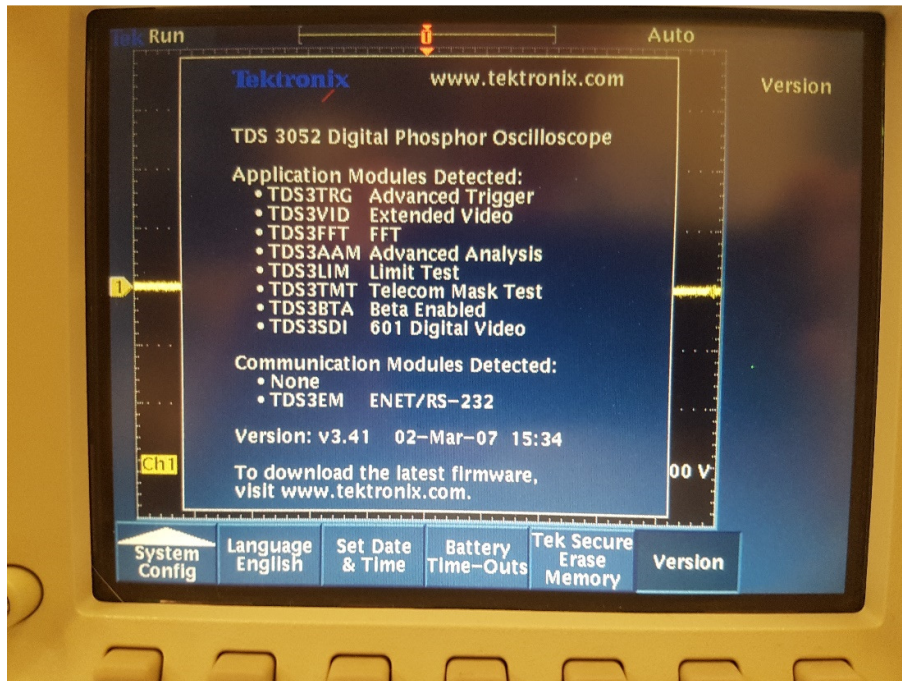 Tek Run Auto
Tektronix www.tektronix.com
Version
TDS 3052 Digital Phosphor Oscilloscope
Application Modules Detected:
• TDS3TRG Advanced Trigger
• TDS3VID Extended Video
• TDS3FFT FFT
• TDS3AAM Advanced Analysis
• TDS3LIM Limit Test
• TDS3TMT Telecom Mask Test
• TDS3BTA Beta Enabled
• TDS3SDI 601 Digital Video
1
Communication Modules Detected:
• None
• TDS3EM ENET/RS-232
Version: v3.41 02-Mar-07 15:34
Ch1
To download the latest firmware,
visit www.tektronix.com.
00 V
System
Config
Language
English
Set Date
& Time
Battery
Time-Outs
Tek Secure
Erase
Memory
Version